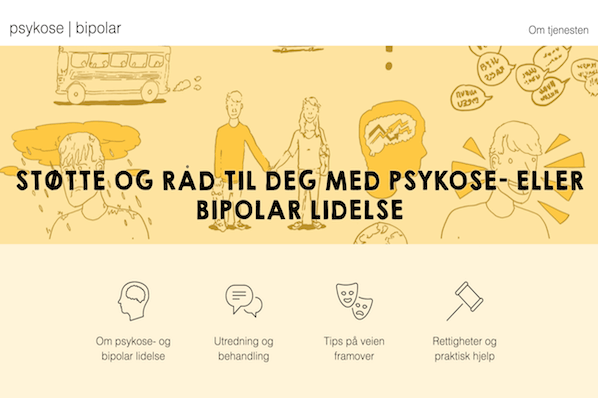 psykose | bipolar
Om tjenesten
STØTTE OG RÅD TIL DEG MED PSYKOSE- ELLER
BIPOLAR LIDELSE
Om psykose- og
bipolar lidelse
Utredning og
behandling
Tips på veien
framover
Rettigheter og
praktisk hjelp